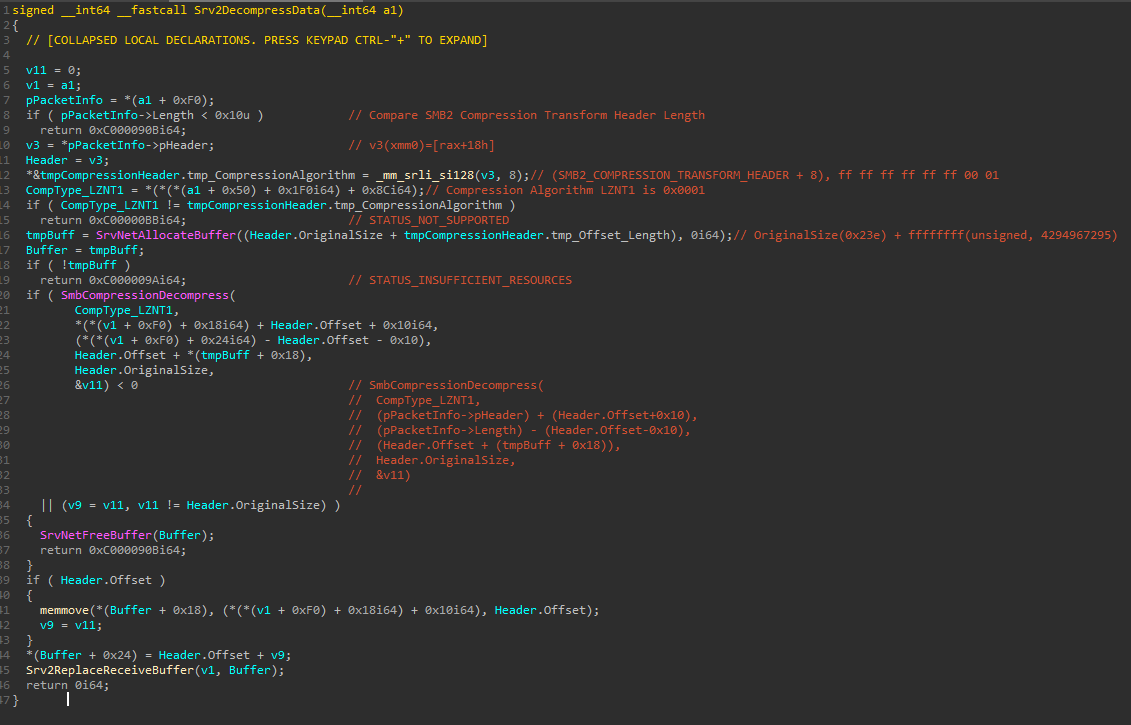 1 signed __int64 __fastcall Srv2DecompressData(__int64 a1)
2 {
3 // [COLLAPSED LOCAL DECLARATIONS. PRESS KEYPAD CTRL-"+" TO EXPAND]
4
5 v11 = 0;
6 v1 = a1;
7 pPacketInfo = *(a1 + 0xF0);
8 if ( pPacketInfo->Length < 0x10u ) // Compare SMB2 Compression Transform Header Length
9 return 0xC000090Bi64;
10 v3 = *pPacketInfo->pHeader; // v3(xmm0)=[rax+18h]
11 Header = v3;
12 *&tmpCompressionHeader.tmp_CompressionAlgorithm = _mm_srli_si128(v3, 8);// (SMB2_COMPRESSION_TRANSFORM_HEADER + 8), ff ff ff ff ff ff 00 01
13 CompType_LZNT1 = *(*(*(a1 + 0x50) + 0x1F0i64) + 0x8Ci64);// Compression Algorithm LZNT1 is 0x0001
14 if ( CompType_LZNT1 != tmpCompressionHeader.tmp_CompressionAlgorithm )
15 return 0xC00000BBi64; // STATUS_NOT_SUPPORTED
16 tmpBuff = SrvNetAllocateBuffer((Header.OriginalSize + tmpCompressionHeader.tmp_Offset_Length), 0i64);// OriginalSize(0x23e) + ffffffff(unsigned, 4294967295)
17 Buffer = tmpBuff;
18 if ( !tmpBuff )
19 return 0xC000009Ai64; // STATUS_INSUFFICIENT_RESOURCES
20 if ( SmbCompressionDecompress(
21 CompType_LZNT1,
22 *(*(v1 + 0xF0) + 0x18i64) + Header.Offset + 0x10i64,
23 (*(*(v1 + 0xF0) + 0x24i64) - Header.Offset - 0x10),
24 Header.Offset + *(tmpBuff + 0x18),
25 Header.OriginalSize,
26 &v11) < 0 // SmbCompressionDecompress(
27 // CompType_LZNT1,
28 // (pPacketInfo->pHeader) + (Header.Offset+0x10),
29 // (pPacketInfo->Length) - (Header.Offset-0x10),
30 // (Header.Offset + (tmpBuff + 0x18)),
31 // Header.OriginalSize,
32 // &v11)
33 //
34 || (v9 = v11, v11 != Header.OriginalSize) )
35 {
36 SrvNetFreeBuffer(Buffer);
37 return 0xC000090Bi64;
38 }
39 if ( Header.Offset )
40 {
41 memmove(*(Buffer + 0x18), (*(*(v1 + 0xF0) + 0x18i64) + 0x10i64), Header.Offset);
42 v9 = v11;
43 }
44 *(Buffer + 0x24) = Header.Offset + v9;
45 Srv2ReplaceReceiveBuffer(v1, Buffer);
46 return 0i64;
47 }